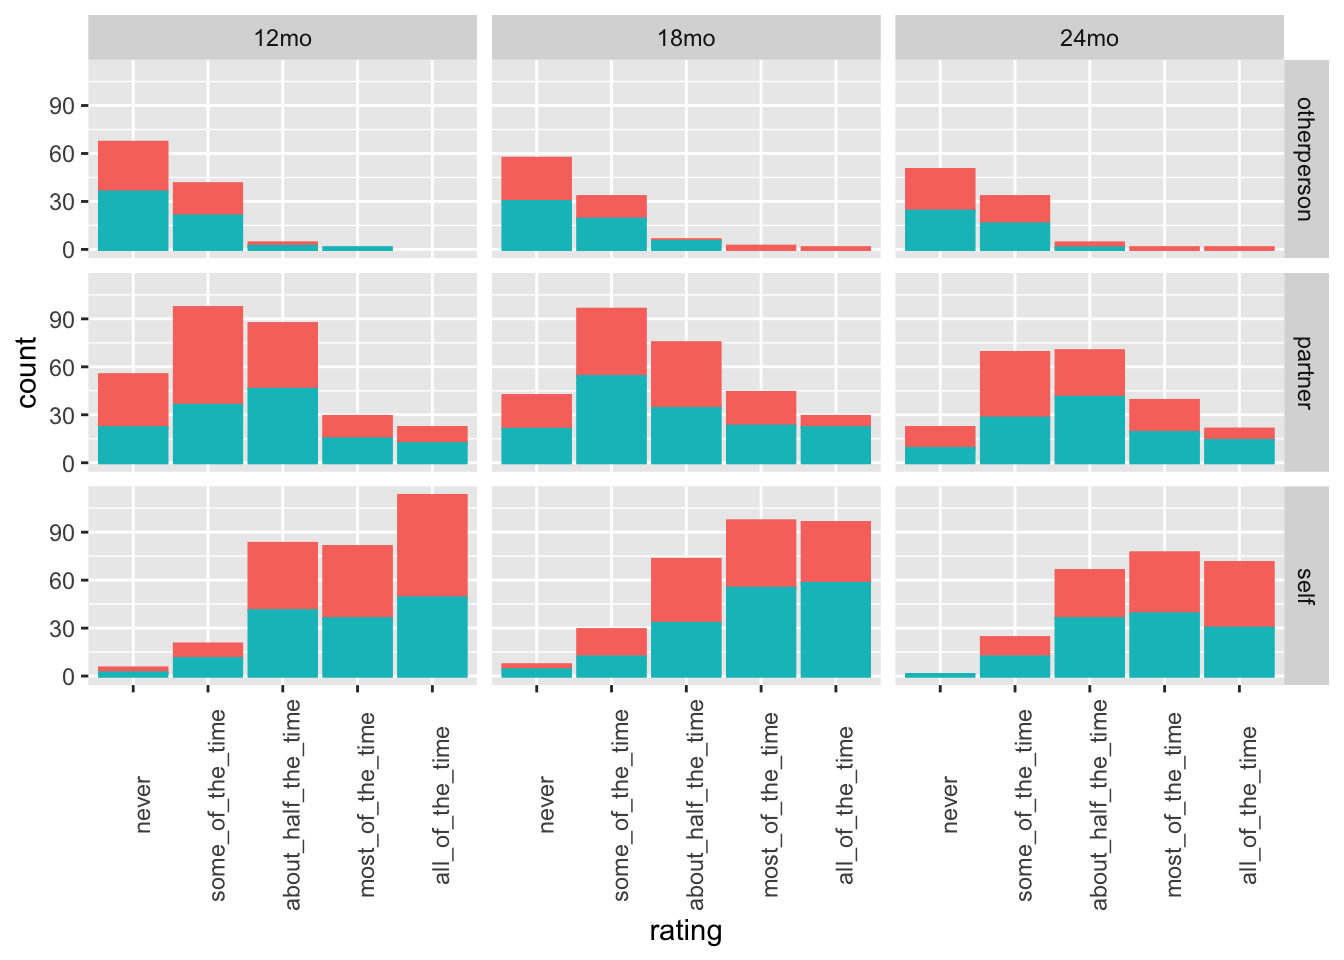 12mo 18mo 24mo
90
60
30
0
otherperson
90
60
30
0
partner
90
60
30
0
self
count
never some_of_the_time about_half_the_time most_of_the_time all_of_the_time
never some_of_the_time about_half_the_time most_of_the_time all_of_the_time
never some_of_the_time about_half_the_time most_of_the_time all_of_the_time
rating